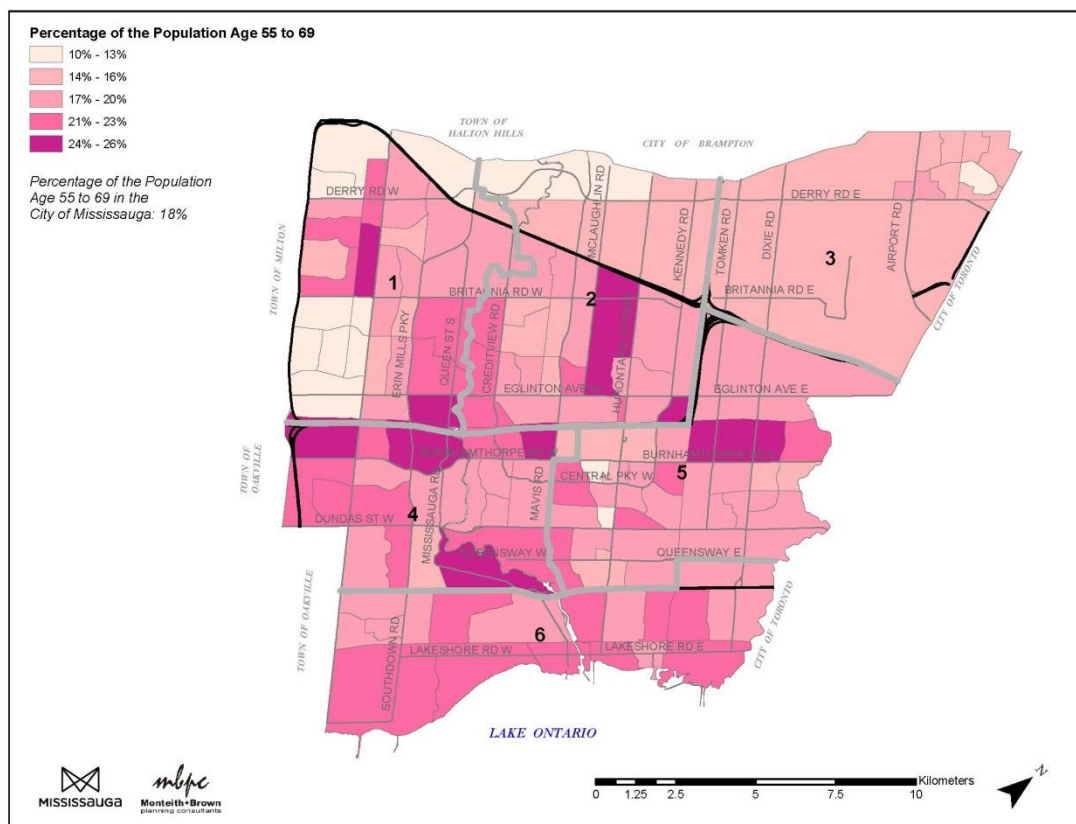 Percentage of the Population Age 55 to 69
10% - 13%
14% - 16%
17% - 20%
21% - 23%
24% - 26%
Percentage of the Population
Age 55 to 69 in the
City of Mississauga: 18%
TOWN OF
HALTON HILLS
CITY OF BRAMPTON
DERRY RD W
MCLAUGHLIN RD
KENNEDY RD
TOMKEN RD
DIXIE RD
DERRY RD E
AIRPORT RD
TOWN OF MILTON
1
2
3
BRITANNIA RD W
BRITANNIA RD E
CITY OF TORONTO
ERIN MILLS PKY
QUEEN ST S
CREDITVIEW RD
EGLINTON AVE
EGLINTON AVE E
TOWN OF
OAKVILLE
MAVIS RD
CENTRAL PKY W
5
4
DUNDAS ST W
MISSISSAUGA RD
QUEENSWAY W
QUEENSWAY E
TOWN OF OAKVILLE
6
CITY OF TORONTO
SOUTHDOWN RD
LAKESHORE RD W
LAKESHORE RD E
LAKE ONTARIO
MISSISSAUGA
mbpc
Monteith•Brown
planning consultants
Kilometers
0 1.25 2.5 5 7.5 10
N